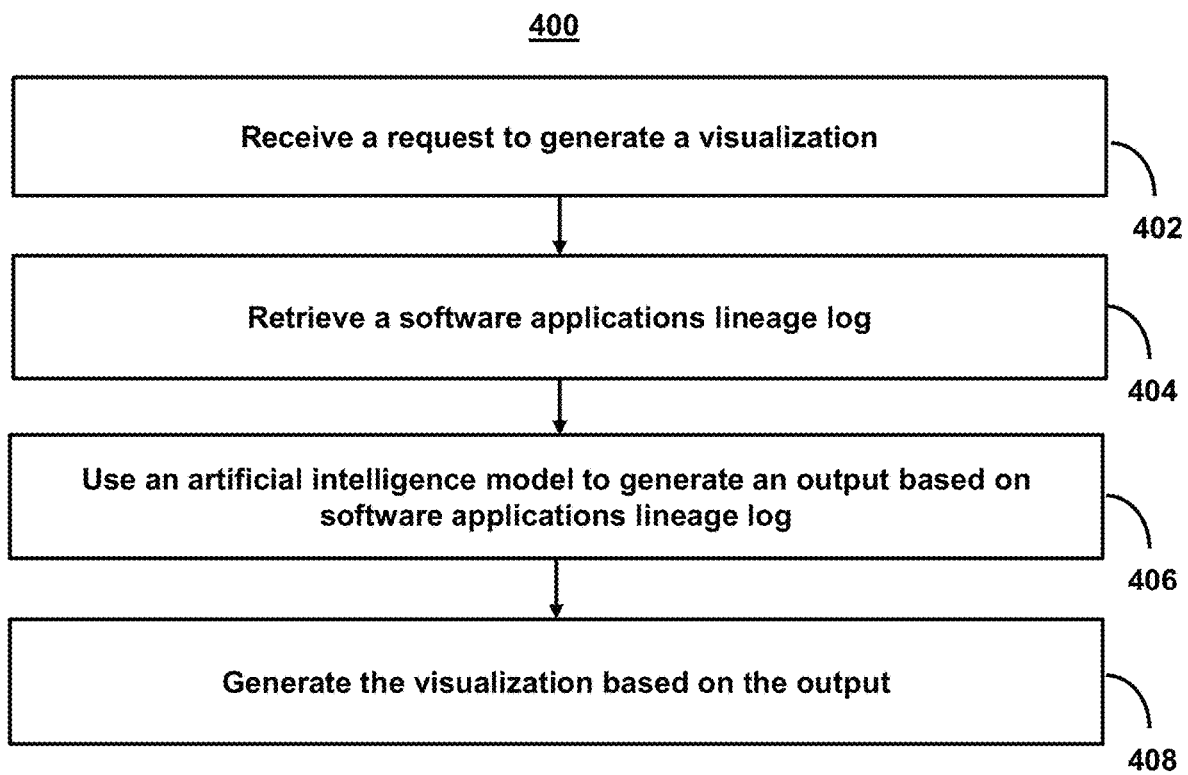 400
Receive a request to generate a visualization
402
Retrieve a software applications lineage log
404
Use an artificial intelligence model to generate an output based on
software applications lineage log
406
Generate the visualization based on the output
408